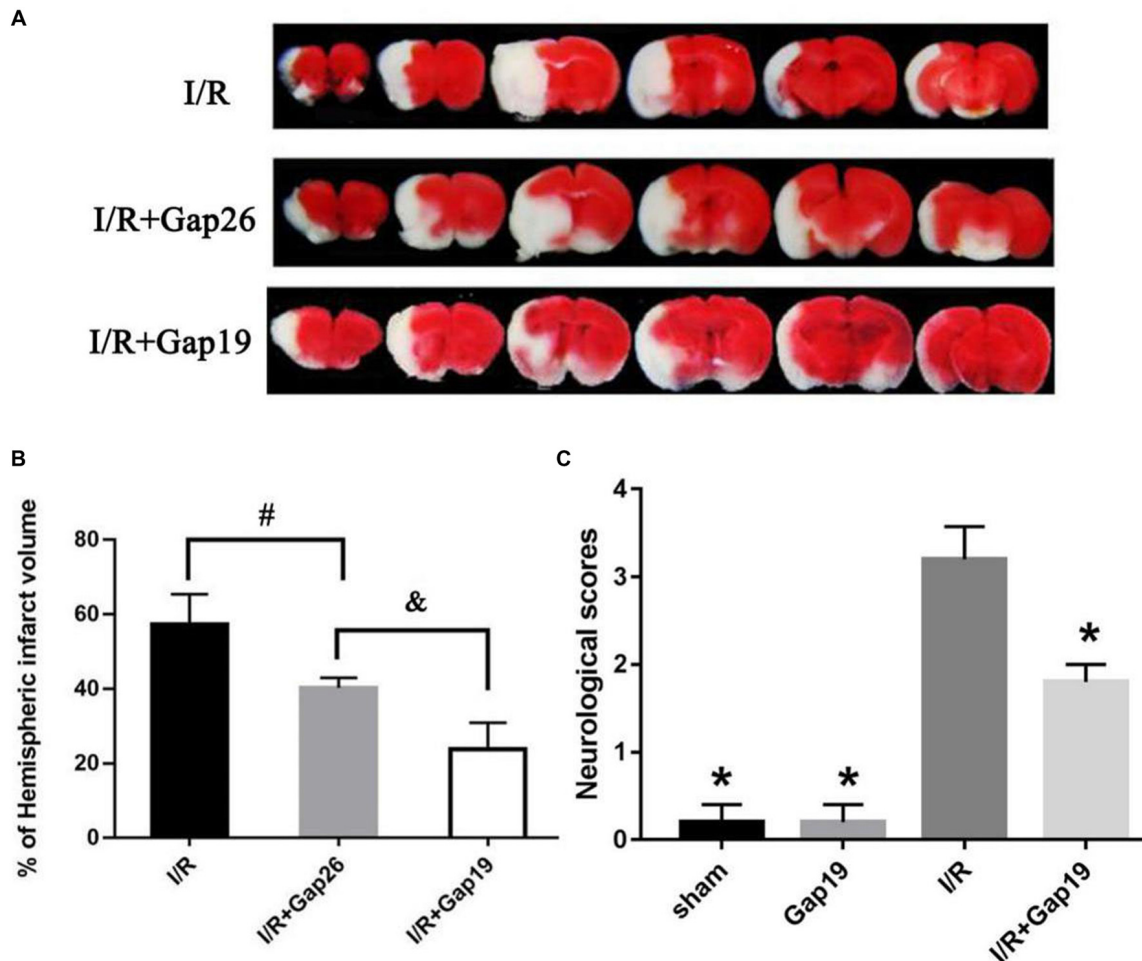 A
I/R
I/R+Gap26
I/R+Gap19
B
% of Hemispheric infarct volume
80
60
40
20
0
#
&
I/R
I/R+Gap26
I/R+Gap19
C
Neurological scores
4
3
2
1
0
*
*
*
sham
Gap19
I/R
I/R+Gap19